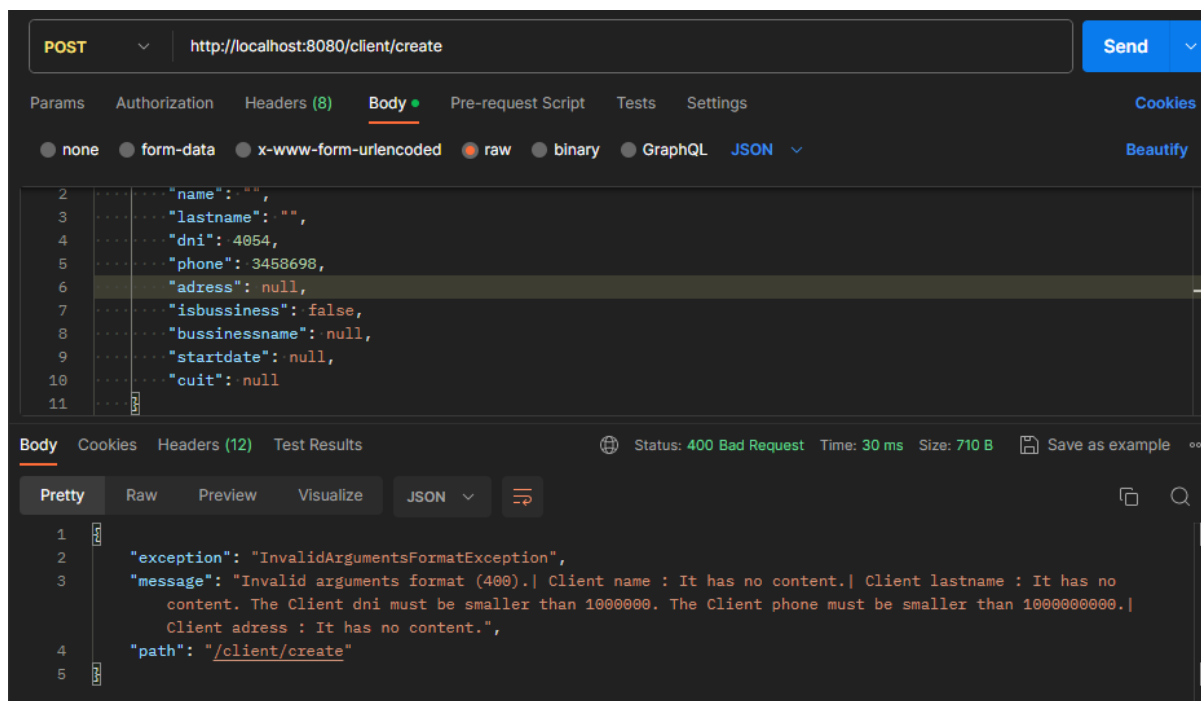 POST http://localhost:8080/client/create Send
Params Authorization Headers (8) Body Pre-request Script Tests Settings Cookies
none form-data x-www-form-urlencoded raw binary GraphQL JSON Beautify
2 "name": "",
3 "lastname": "",
4 "dni": 4054,
5 "phone": 3458698,
6 "adress": null,
7 "isbussiness": false,
8 "bussinessname": null,
9 "startdate": null,
10 "cuit": null
11 }
Body Cookies Headers (12) Test Results Status: 400 Bad Request Time: 30 ms Size: 710 B Save as example
Pretty Raw Preview Visualize JSON
1 {
2 "exception": "InvalidArgumentsFormatException",
3 "message": "Invalid arguments format (400).| Client name : It has no content.| Client lastname : It has no
content. The Client dni must be smaller than 1000000. The Client phone must be smaller than 1000000000.|
Client adress : It has no content.",
4 "path": "/client/create"
5 }